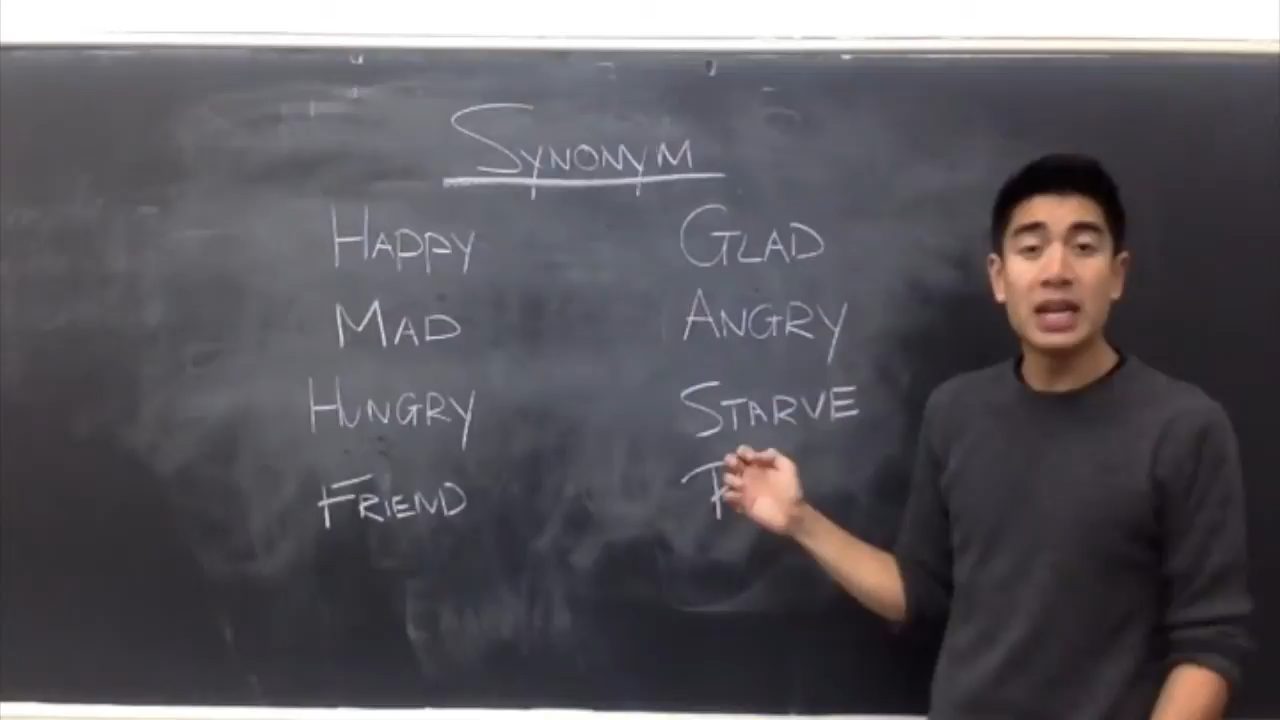 SYNONYM
HAPPY GLAD
MAD ANGRY
HUNGRY STARVE
FRIEND